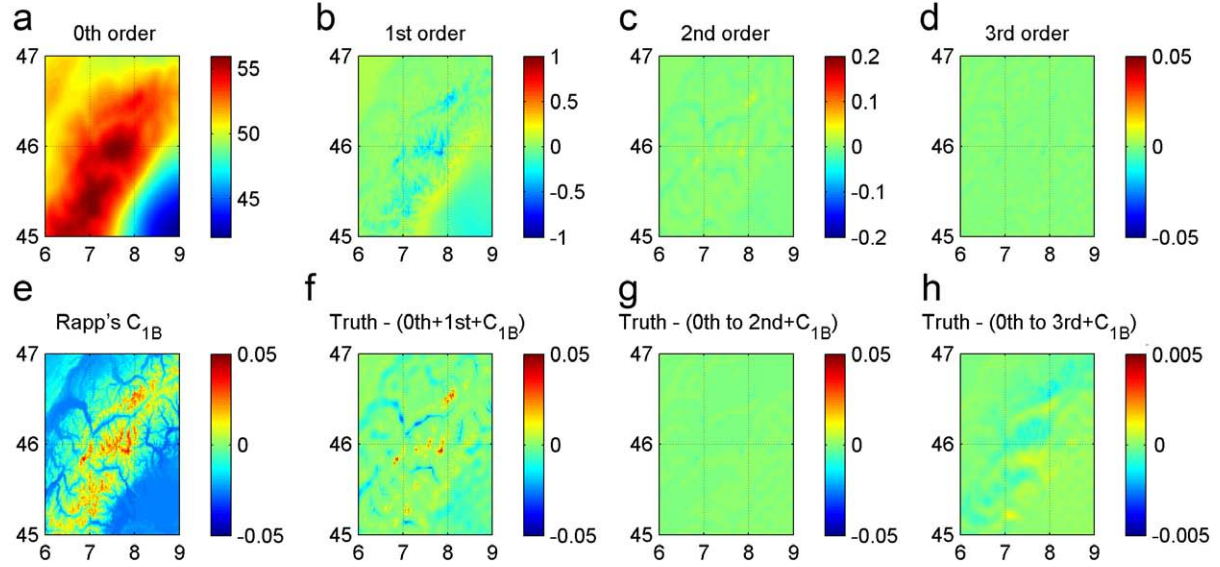 a
0th order
47
46
45
6 7 8 9
55
50
45
b
1st order
47
46
45
6 7 8 9
1
0.5
0
-0.5
-1
c
2nd order
47
46
45
6 7 8 9
0.2
0.1
0
-0.1
-0.2
d
3rd order
47
46
45
6 7 8 9
0.05
0
-0.05
e
Rapp's C1B
47
46
45
6 7 8 9
0.05
0
-0.05
f
Truth - (0th+1st+C1B)
47
46
45
6 7 8 9
0.05
0
-0.05
g
Truth - (0th to 2nd+C1B)
47
46
45
6 7 8 9
0.05
0
-0.05
h
Truth - (0th to 3rd+C1B)
47
46
45
6 7 8 9
0.005
0
-0.005